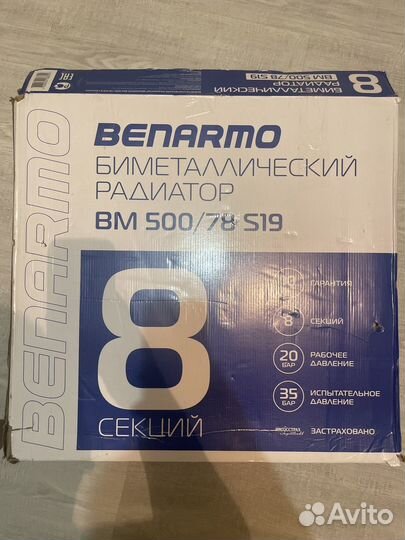 8
БИМЕТАЛЛИЧЕСКИЙ
РАДИАТОР
BM 500/78 S19
BENARMO
BENARMO
БИМЕТАЛЛИЧЕСКИЙ
РАДИАТОР
BM 500/78 S19
8
СЕКЦИЙ
ГАРАНТИЯ
8 СЕКЦИЙ
20 БАР РАБОЧЕЕ ДАВЛЕНИЕ
35 БАР ИСПЫТАТЕЛЬНОЕ ДАВЛЕНИЕ
ЗАСТРАХОВАНО
Avito